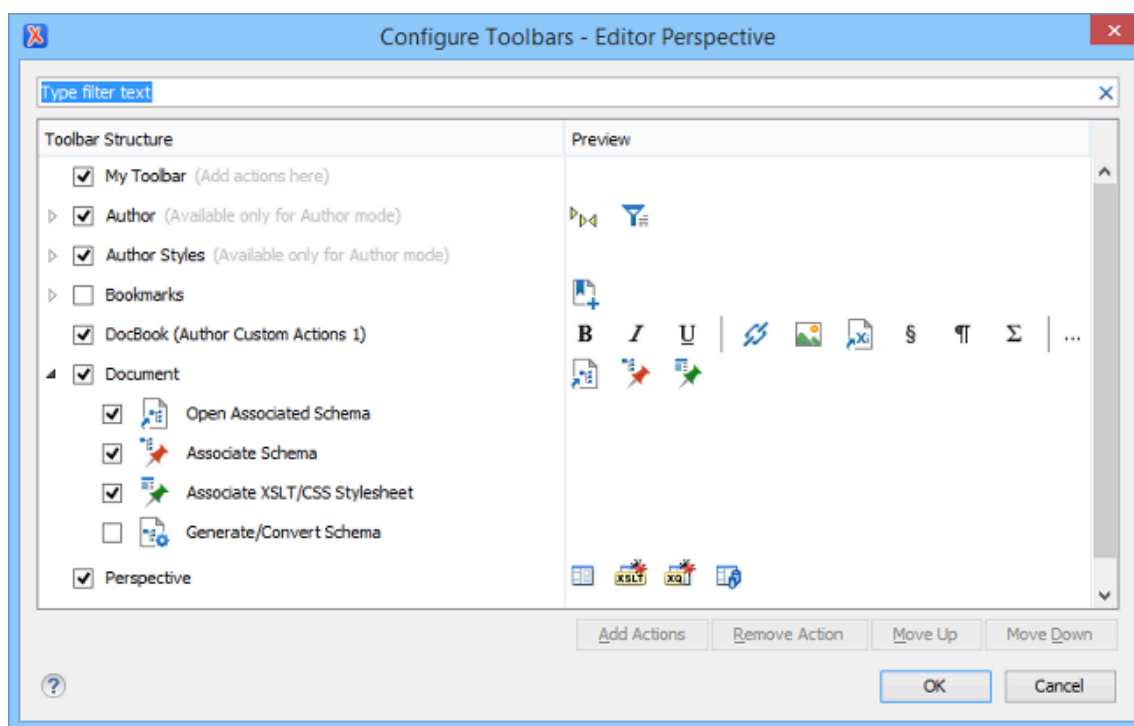 Configure Toolbars - Editor Perspective
Type filter text
Toolbar Structure Preview
My Toolbar (Add actions here)
Author (Available only for Author mode)
Author Styles (Available only for Author mode)
Bookmarks
DocBook (Author Custom Actions 1) B I U Xi § ¶ Σ ...
Document
Open Associated Schema
Associate Schema
Associate XSLT/CSS Stylesheet
Generate/Convert Schema
Perspective XSLT XQ
Add Actions Remove Action Move Up Move Down
? OK Cancel